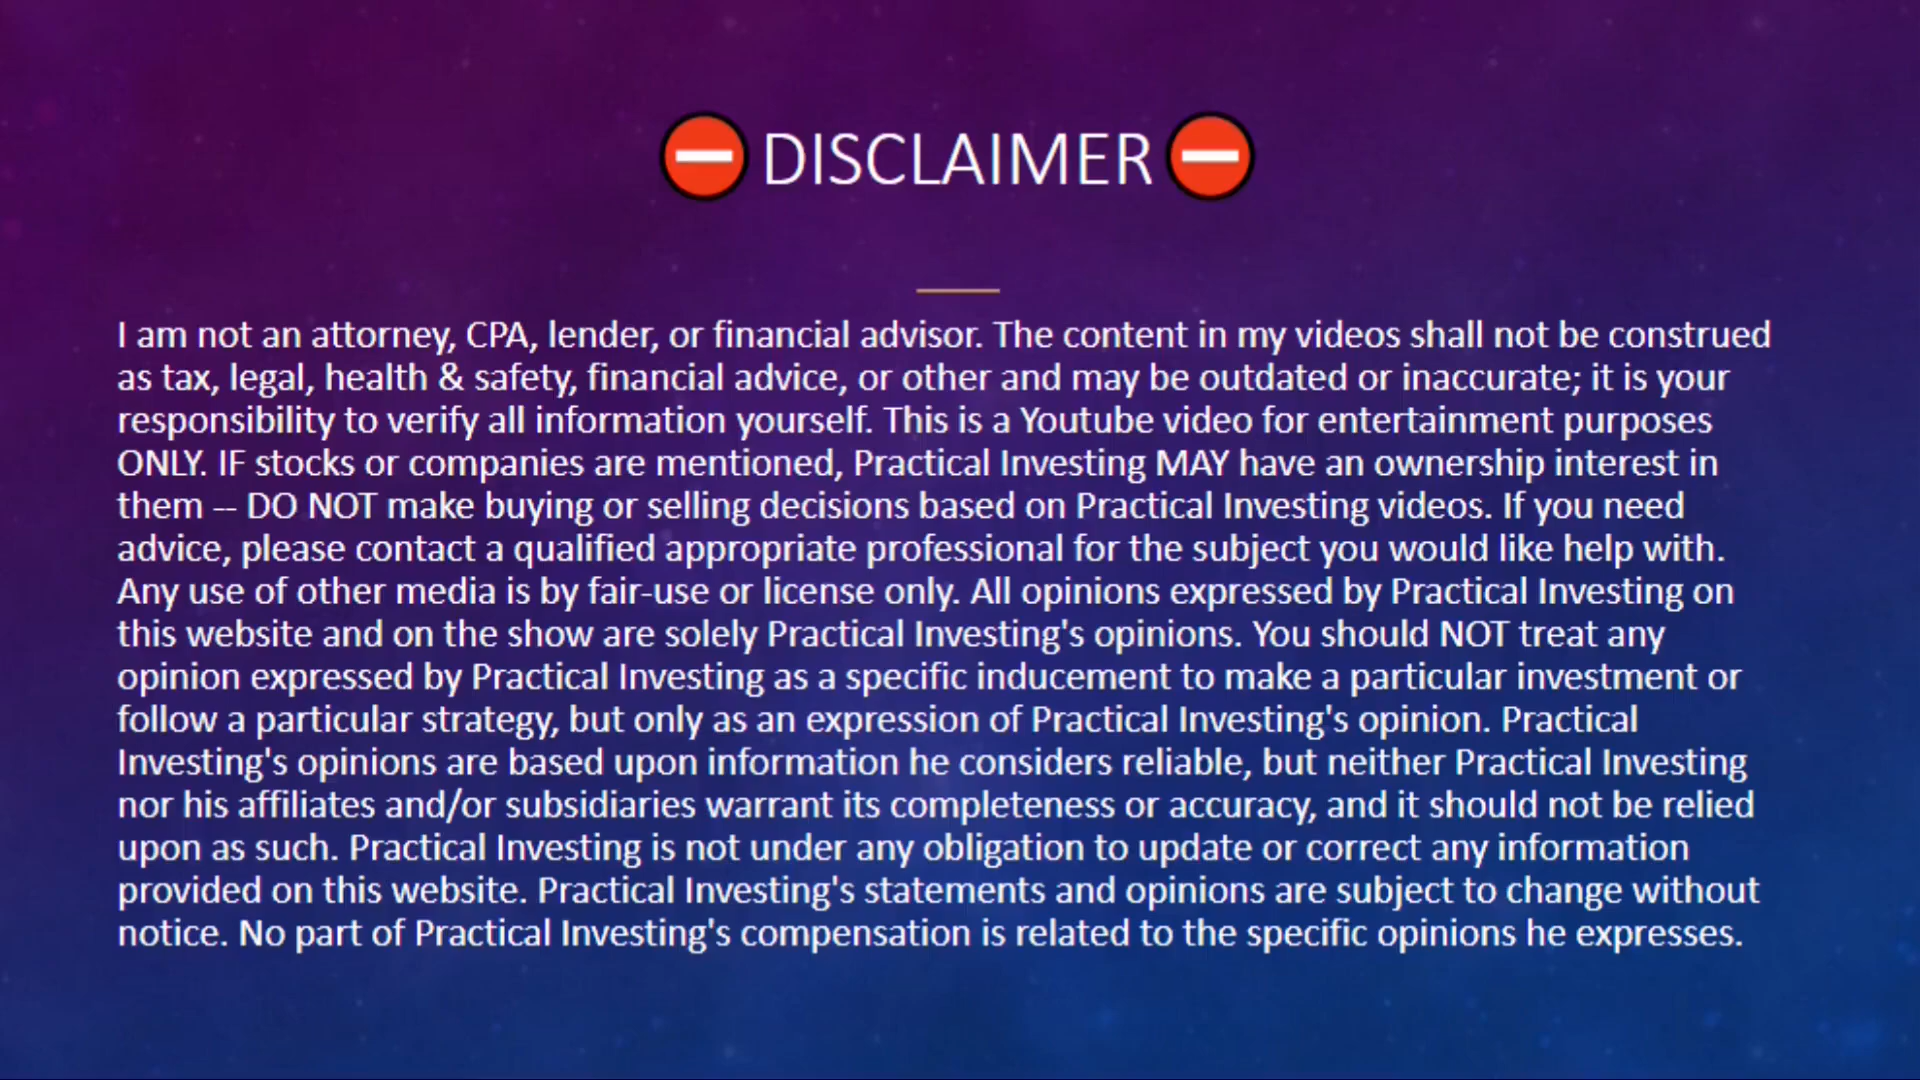 ⛔ DISCLAIMER ⛔
I am not an attorney, CPA, lender, or financial advisor. The content in my videos shall not be construed
as tax, legal, health & safety, financial advice, or other and may be outdated or inaccurate; it is your
responsibility to verify all information yourself. This is a Youtube video for entertainment purposes
ONLY. IF stocks or companies are mentioned, Practical Investing MAY have an ownership interest in
them -- DO NOT make buying or selling decisions based on Practical Investing videos. If you need
advice, please contact a qualified appropriate professional for the subject you would like help with.
Any use of other media is by fair-use or license only. All opinions expressed by Practical Investing on
this website and on the show are solely Practical Investing's opinions. You should NOT treat any
opinion expressed by Practical Investing as a specific inducement to make a particular investment or
follow a particular strategy, but only as an expression of Practical Investing's opinion. Practical
Investing's opinions are based upon information he considers reliable, but neither Practical Investing
nor his affiliates and/or subsidiaries warrant its completeness or accuracy, and it should not be relied
upon as such. Practical Investing is not under any obligation to update or correct any information
provided on this website. Practical Investing's statements and opinions are subject to change without
notice. No part of Practical Investing's compensation is related to the specific opinions he expresses.